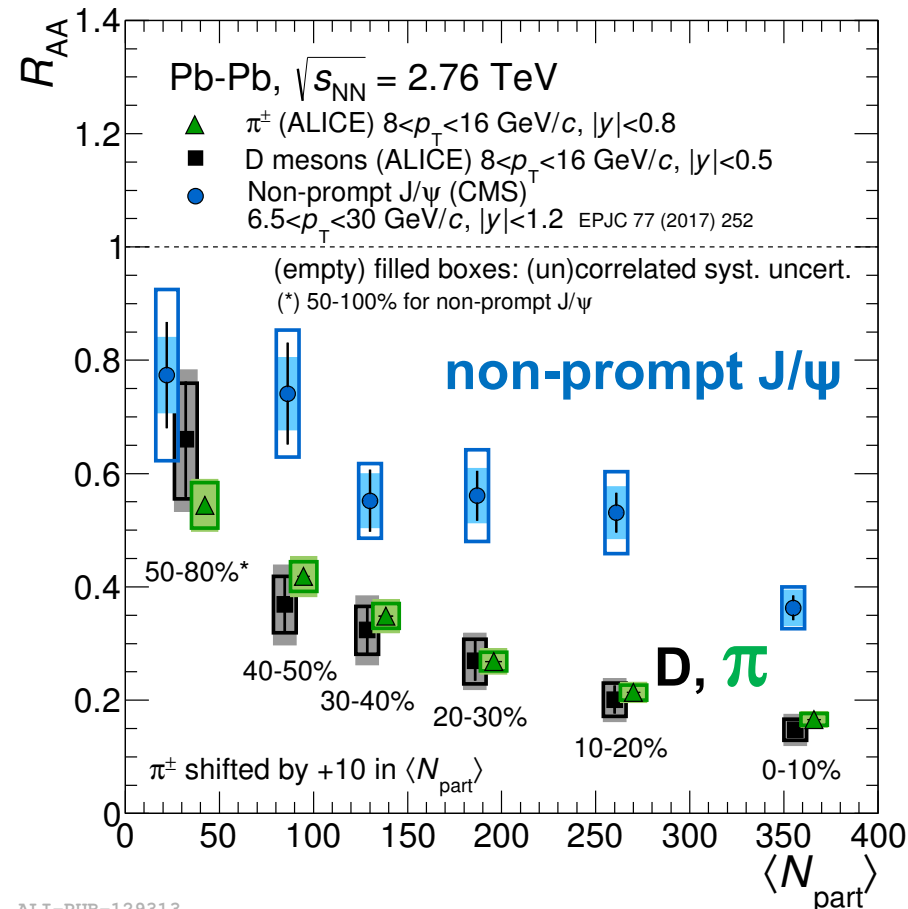 R_AA
1.4
1.2
1
0.8
0.6
0.4
0.2
0
Pb-Pb, √s_NN = 2.76 TeV
π± (ALICE) 8<p_T<16 GeV/c, |y|<0.8
D mesons (ALICE) 8<p_T<16 GeV/c, |y|<0.5
Non-prompt J/ψ (CMS)
6.5<p_T<30 GeV/c, |y|<1.2 EPJC 77 (2017) 252
(empty) filled boxes: (un)correlated syst. uncert.
(*) 50-100% for non-prompt J/ψ
non-prompt J/ψ
50-80%*
40-50%
30-40%
20-30%
10-20%
0-10%
D, π
π± shifted by +10 in ⟨N_part⟩
0 50 100 150 200 250 300 350 400
⟨N_part⟩
ALI-PUB-129313